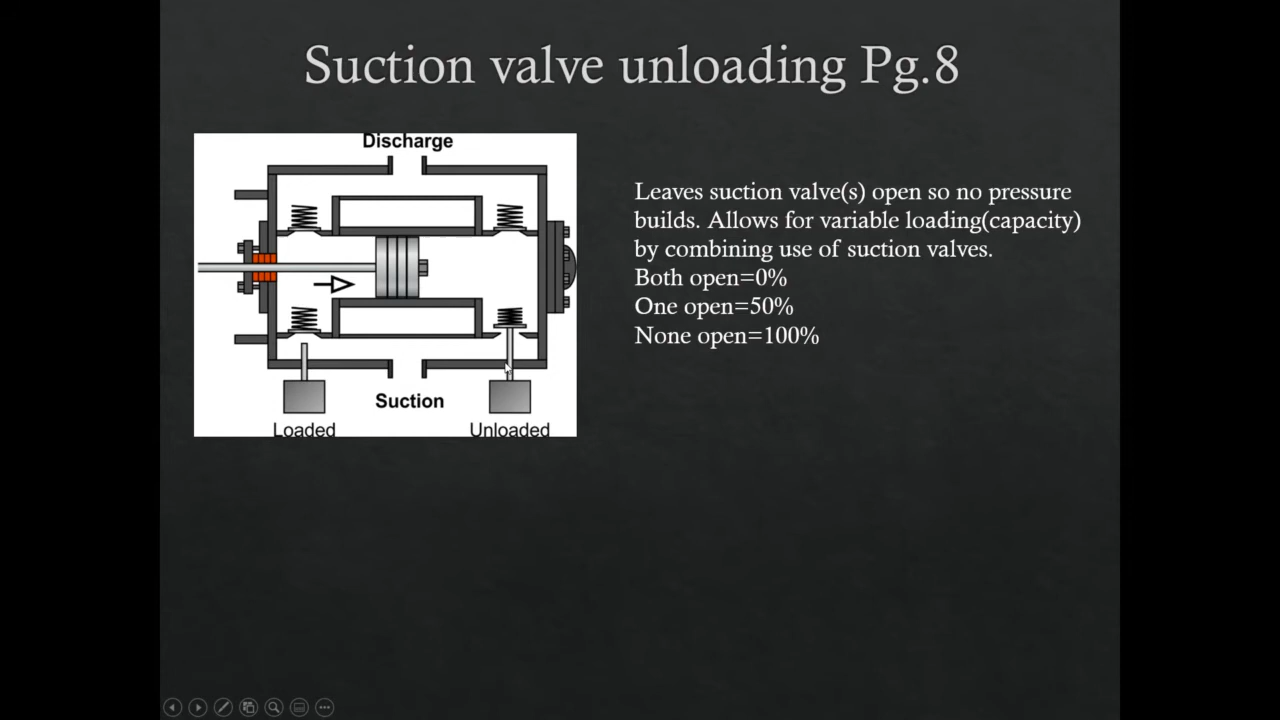 Suction valve unloading Pg.8
Discharge
Suction
Loaded
Unloaded
Leaves suction valve(s) open so no pressure
builds. Allows for variable loading(capacity)
by combining use of suction valves.
Both open=0%
One open=50%
None open=100%